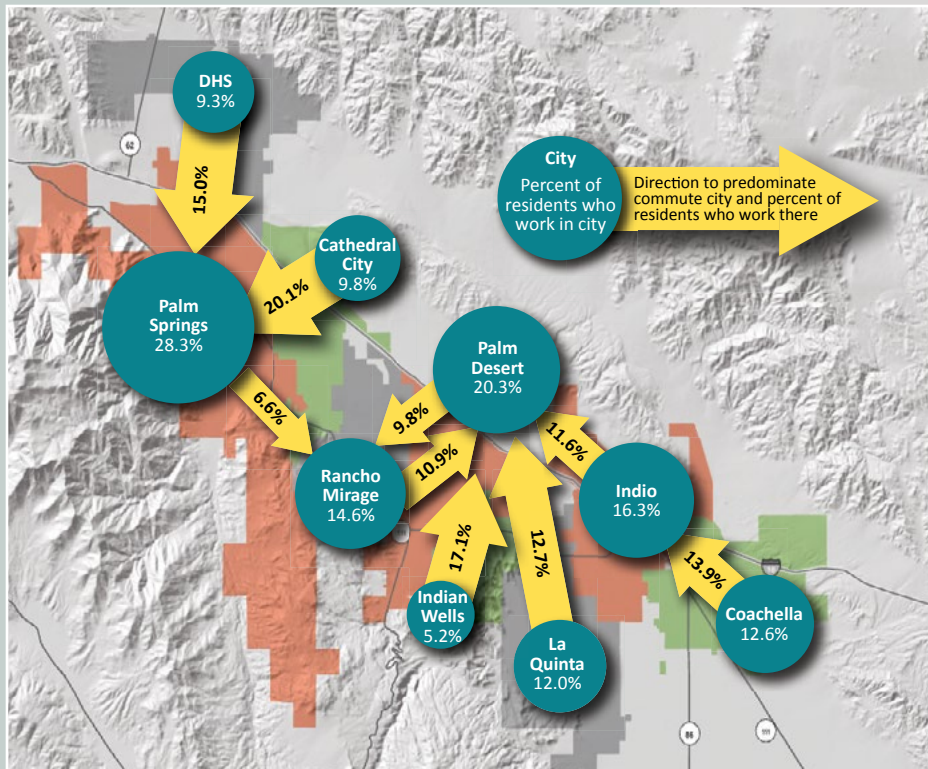 DHS
9.3%
62
15.0%
City
Percent of
residents who
work in city
Direction to predominate
commute city and percent of
residents who work there
Cathedral
City
9.8%
20.1%
Palm
Springs
28.3%
Palm
Desert
20.3%
6.6%
9.8%
10.9%
11.6%
Rancho
Mirage
14.6%
Indio
16.3%
17.1%
12.7%
13.9%
Indian
Wells
5.2%
La
Quinta
12.0%
Coachella
12.6%
86
111